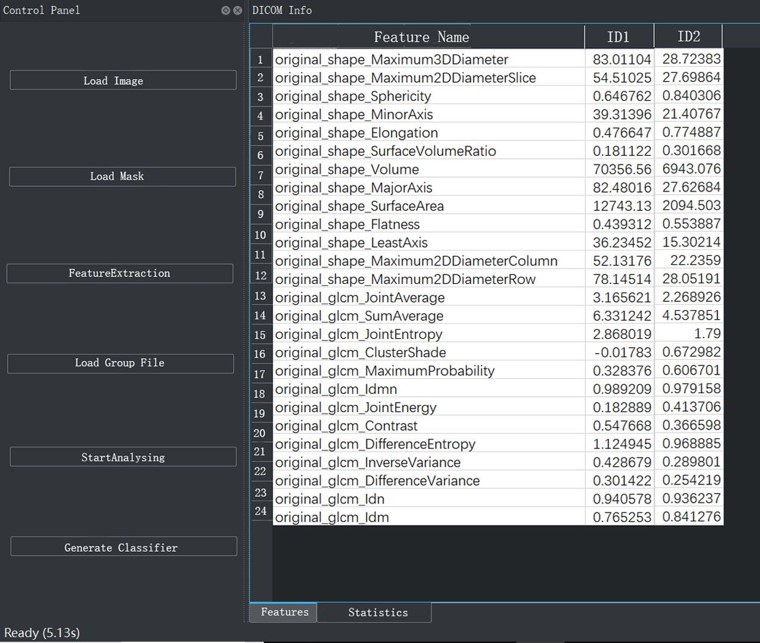 Control Panel
DICOM Info
Load Image
Load Mask
FeatureExtraction
Load Group File
StartAnalysing
Generate Classifier
Feature Name ID1 ID2
1 original_shape_Maximum3DDiameter 83.01104 28.72383
2 original_shape_Maximum2DDiameterSlice 54.51025 27.69864
3 original_shape_Sphericity 0.646762 0.840306
4 original_shape_MinorAxis 39.31396 21.40767
5 original_shape_Elongation 0.476647 0.774887
6 original_shape_SurfaceVolumeRatio 0.181122 0.301668
7 original_shape_Volume 70356.56 6943.076
8 original_shape_MajorAxis 82.48016 27.62684
9 original_shape_SurfaceArea 12743.13 2094.503
10 original_shape_Flatness 0.439312 0.553887
11 original_shape_LeastAxis 36.23452 15.30214
12 original_shape_Maximum2DDiameterColumn 52.13176 22.2359
original_shape_Maximum2DDiameterRow 78.14514 28.05191
13 original_glcm_JointAverage 3.165621 2.268926
14 original_glcm_SumAverage 6.331242 4.537851
15 original_glcm_JointEntropy 2.868019 1.79
16 original_glcm_ClusterShade -0.01783 0.672982
17 original_glcm_MaximumProbability 0.328376 0.606701
18 original_glcm_Idmn 0.989209 0.979158
19 original_glcm_JointEnergy 0.182889 0.413706
20 original_glcm_Contrast 0.547668 0.366598
21 original_glcm_DifferenceEntropy 1.124945 0.968885
22 original_glcm_InverseVariance 0.428679 0.289801
original_glcm_DifferenceVariance 0.301422 0.254219
23 original_glcm_Idn 0.940578 0.936237
24 original_glcm_Idm 0.765253 0.841276
Features Statistics
Ready (5.13s)